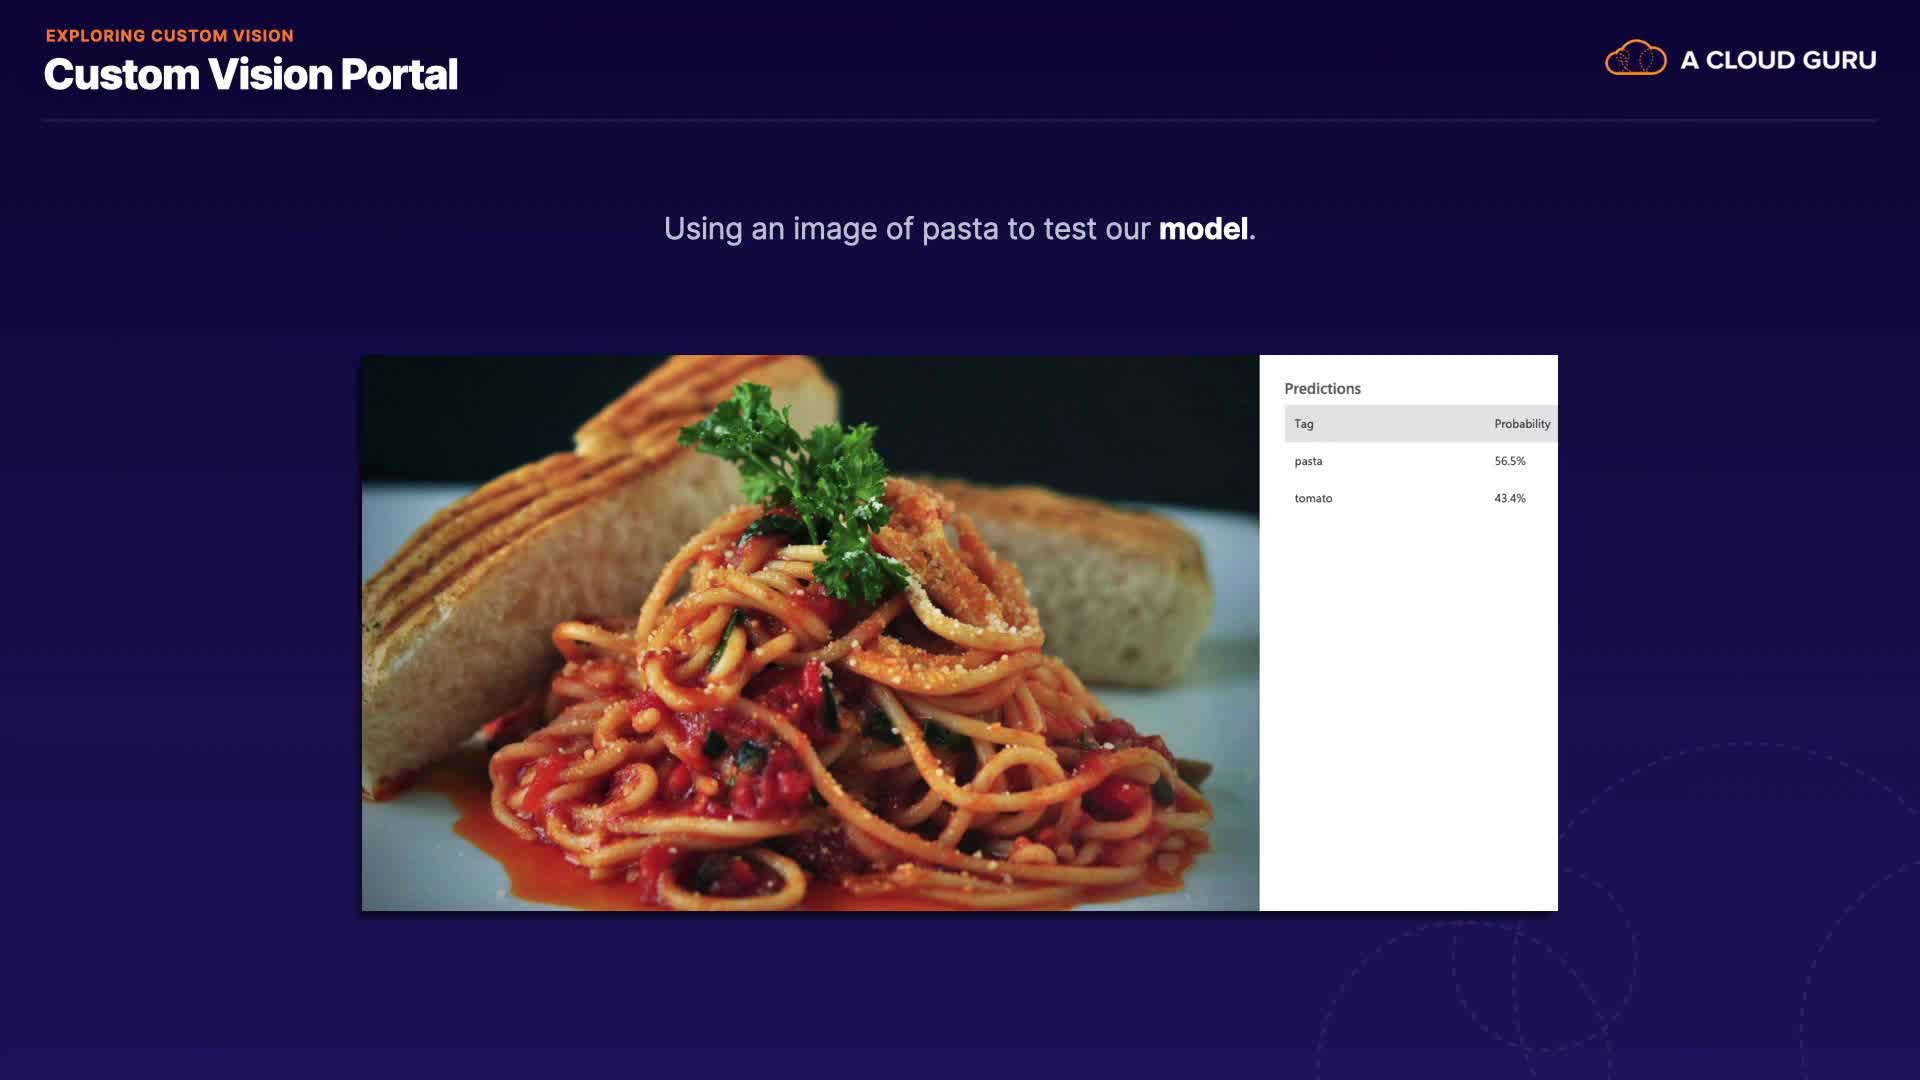 EXPLORING CUSTOM VISION
Custom Vision Portal
A CLOUD GURU
Using an image of pasta to test our model.
Predictions
Tag Probability
pasta 56.5%
tomato 43.4%